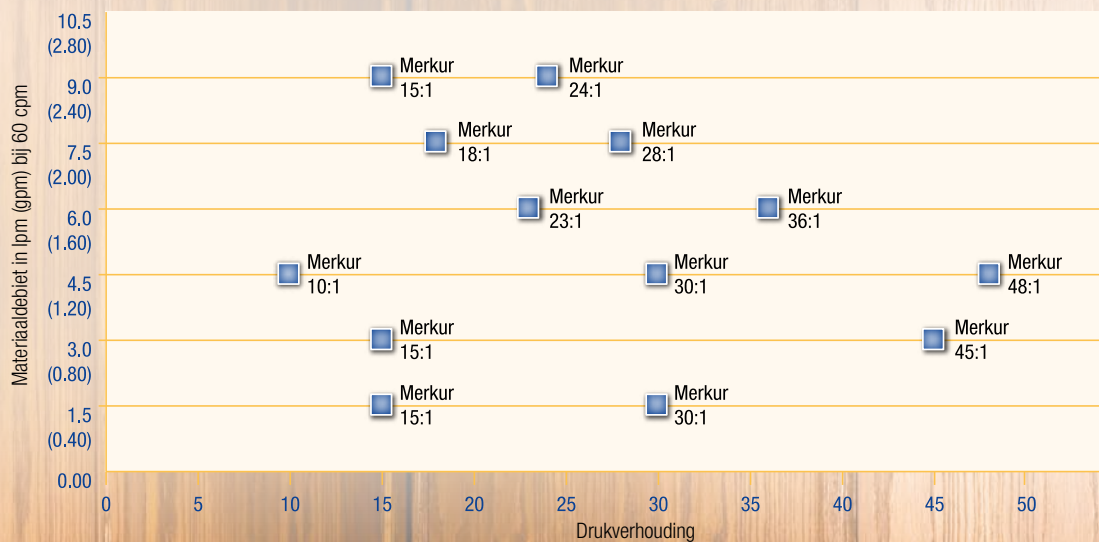 Materiaaldebiet in lpm (gpm) bij 60 cpm
10.5
(2.80)
9.0
(2.40)
7.5
(2.00)
6.0
(1.60)
4.5
(1.20)
3.0
(0.80)
1.5
(0.40)
0.00
Merkur
15:1
Merkur
24:1
Merkur
18:1
Merkur
28:1
Merkur
23:1
Merkur
36:1
Merkur
10:1
Merkur
30:1
Merkur
48:1
Merkur
15:1
Merkur
45:1
Merkur
15:1
Merkur
30:1
0 5 10 15 20 25 30 35 40 45 50
Drukverhouding